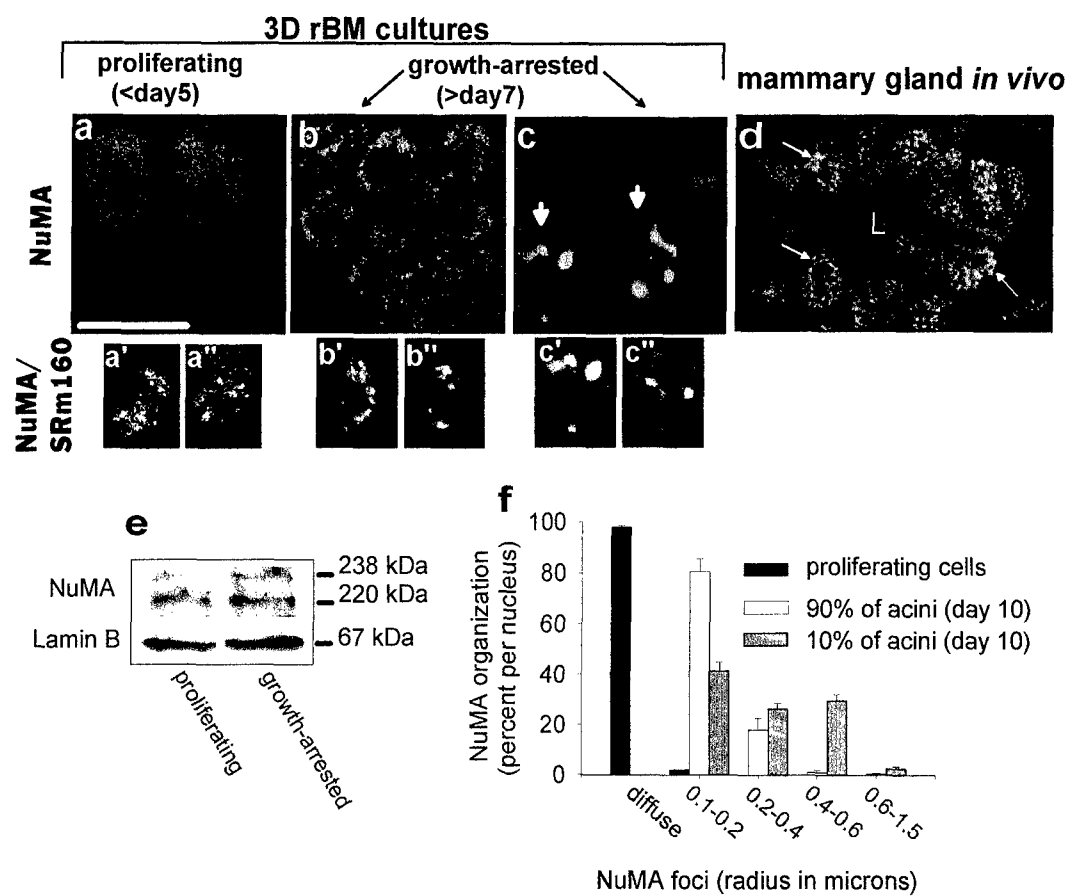 3D rBM cultures
proliferating
(<day5)
growth-arrested
(>day7)
mammary gland in vivo
NuMA
a
b
c
d
L
NuMA/
SRm160
a'
a"
b'
b"
c'
c"
e
NuMA
Lamin B
238 kDa
220 kDa
67 kDa
proliferating
growth-arrested
f
NuMA organization
(percent per nucleus)
100
80
60
40
20
0
proliferating cells
90% of acini (day 10)
10% of acini (day 10)
diffuse
0.1-0.2
0.2-0.4
0.4-0.6
0.6-1.5
NuMA foci (radius in microns)